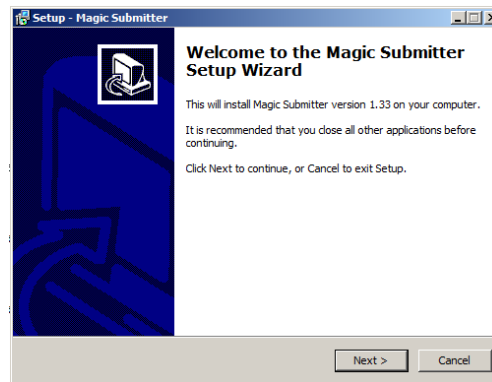 Setup - Magic Submitter
Welcome to the Magic Submitter
Setup Wizard
This will install Magic Submitter version 1.33 on your computer.
It is recommended that you close all other applications before
continuing.
Click Next to continue, or Cancel to exit Setup.
Next >
Cancel